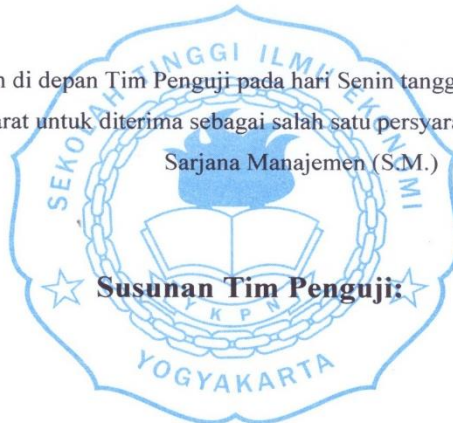 n di depan Tim Penguji pada hari Senin tangg
arat untuk diterima sebagai salah satu persyara
Sarjana Manajemen (S.M.)
SEKOLAH TINGGI ILMU EKONOMI
Susunan Tim Penguji:
YKPN
YOGYAKARTA